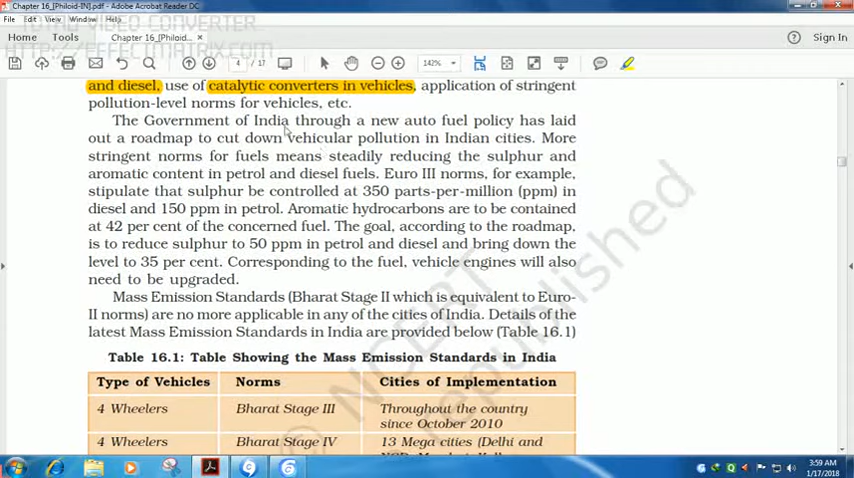 Chapter 16_[Philoid-IN].pdf - Adobe Acrobat Reader DC
File Edit View Window Help
TOTAL VIDEO CONVERTER
Home Tools Chapter 16_[Philoid... × Sign In
HTTP://EFFECTMATRIX.COM
4 / 17 142%
and diesel, use of catalytic converters in vehicles, application of stringent
pollution-level norms for vehicles, etc.
The Government of India through a new auto fuel policy has laid
out a roadmap to cut down vehicular pollution in Indian cities. More
stringent norms for fuels means steadily reducing the sulphur and
aromatic content in petrol and diesel fuels. Euro III norms, for example,
stipulate that sulphur be controlled at 350 parts-per-million (ppm) in
diesel and 150 ppm in petrol. Aromatic hydrocarbons are to be contained
at 42 per cent of the concerned fuel. The goal, according to the roadmap,
is to reduce sulphur to 50 ppm in petrol and diesel and bring down the
level to 35 per cent. Corresponding to the fuel, vehicle engines will also
need to be upgraded.
Mass Emission Standards (Bharat Stage II which is equivalent to Euro-
II norms) are no more applicable in any of the cities of India. Details of the
latest Mass Emission Standards in India are provided below (Table 16.1)
Table 16.1: Table Showing the Mass Emission Standards in India
Type of Vehicles Norms Cities of Implementation
4 Wheelers Bharat Stage III Throughout the country
since October 2010
4 Wheelers Bharat Stage IV 13 Mega cities (Delhi and
© NCERT
republished
3:59 AM
1/17/2018